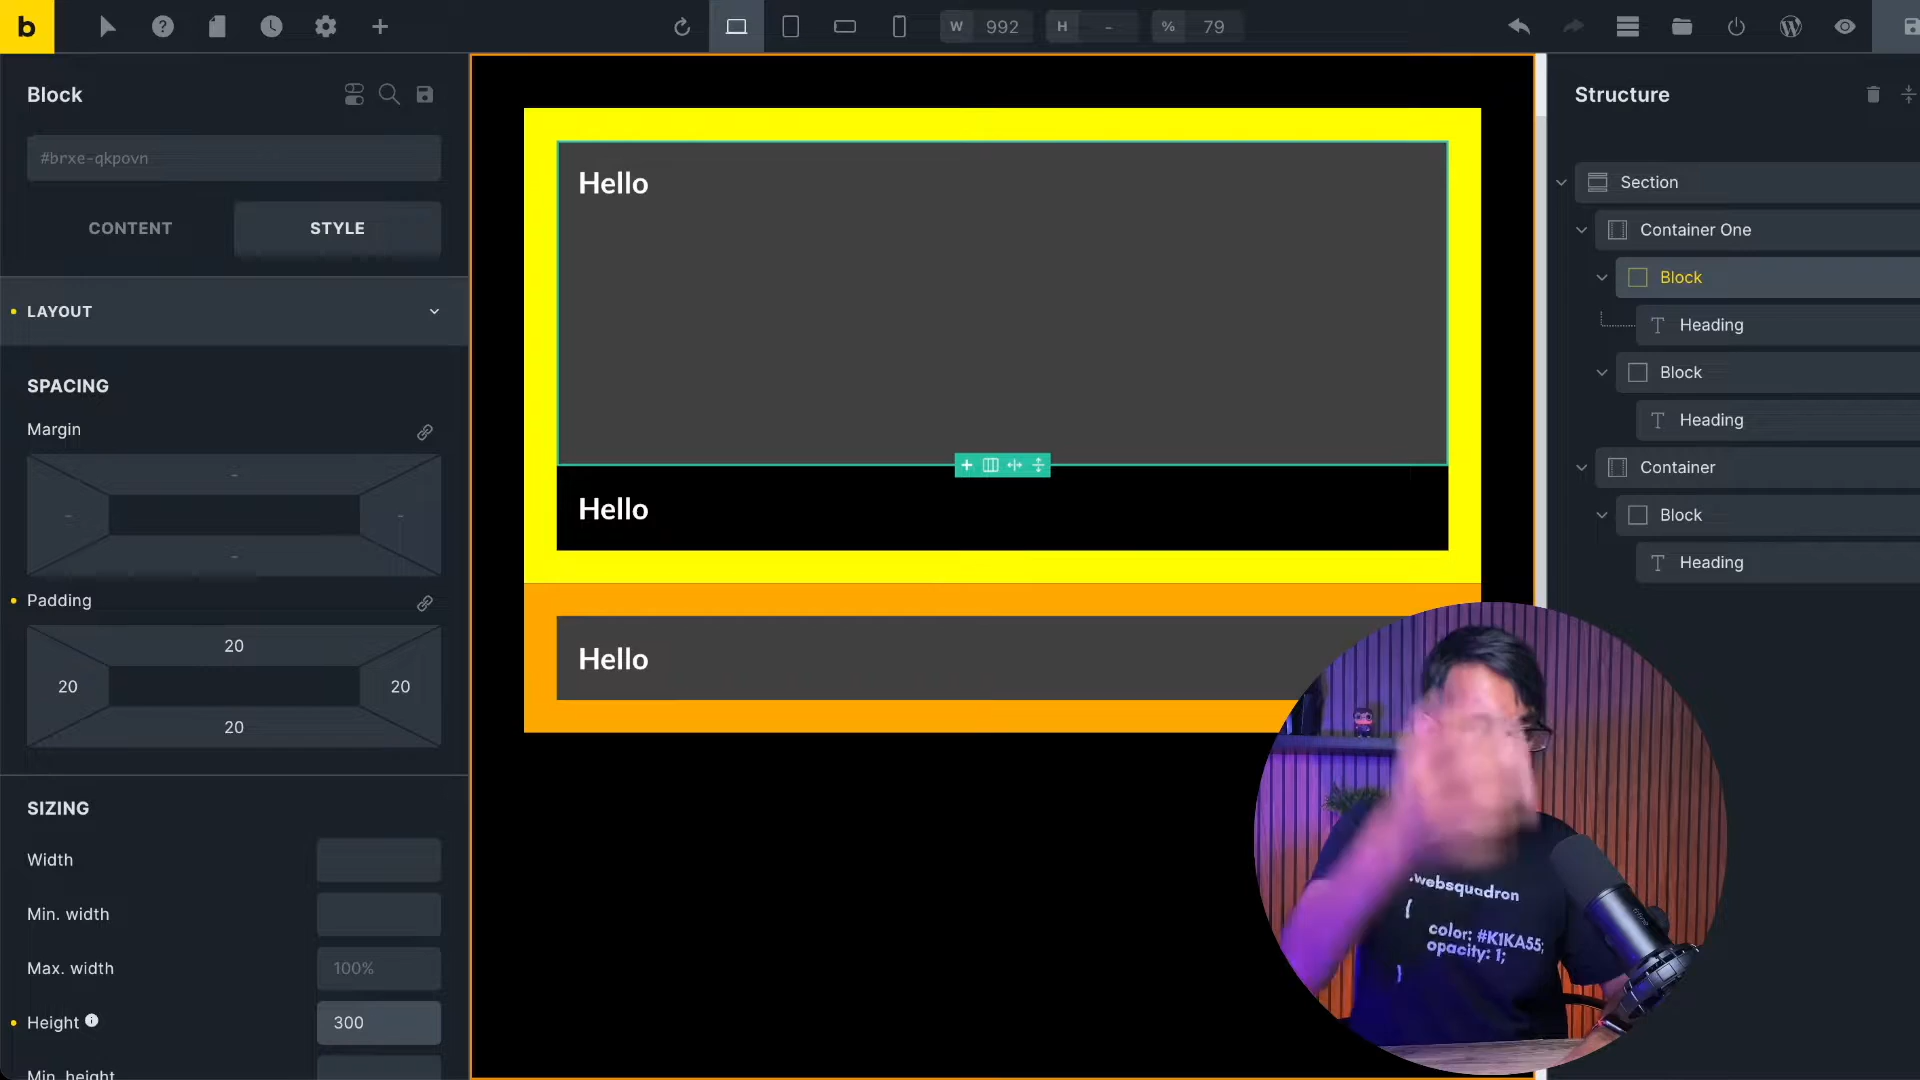 b
W 992
H -
% 79
Block
#brxe-qkpovn
CONTENT
STYLE
LAYOUT
SPACING
Margin
-
- -
-
Padding
20
20 20
20
SIZING
Width
Min. width
Max. width 100%
Height 300
Min. height
Hello
Hello
Hello
Structure
Section
Container One
Block
Heading
Block
Heading
Container
Block
Heading
.websquadron
{
color: #K1KA55;
opacity: 1;
}